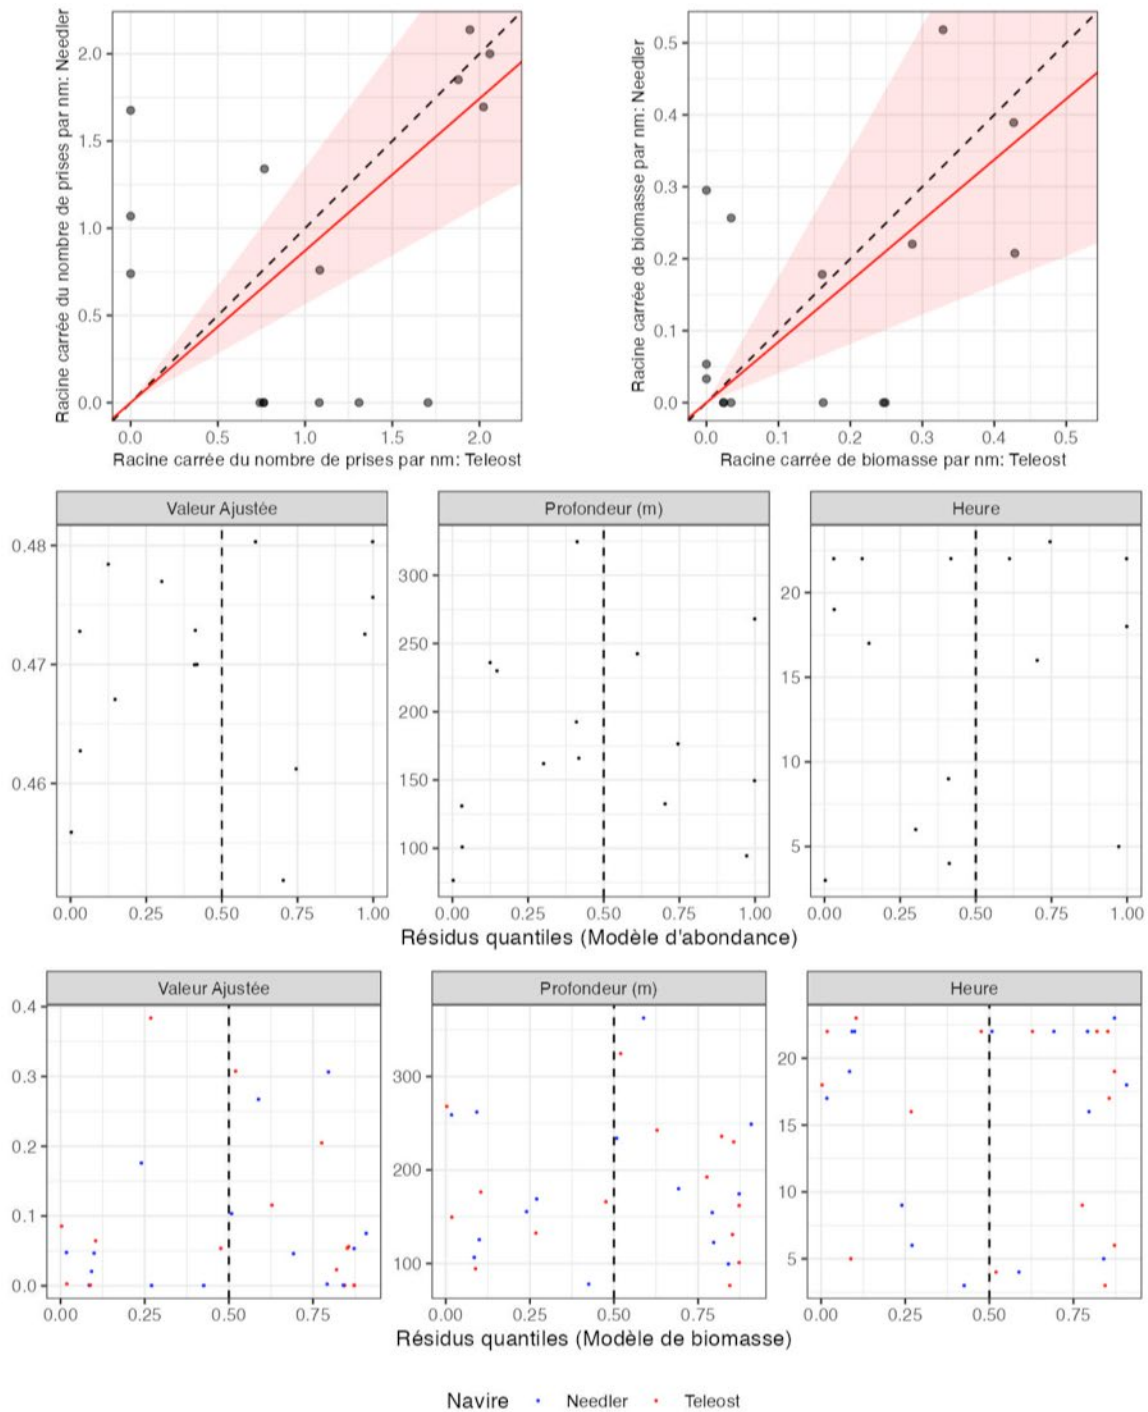 Racine carrée du nombre de prises par nm: Needler
2.0
1.5
1.0
0.5
0.0
0.0 0.5 1.0 1.5 2.0
Racine carrée du nombre de prises par nm: Teleost
Racine carrée de biomasse par nm: Needler
0.5
0.4
0.3
0.2
0.1
0.0
0.0 0.1 0.2 0.3 0.4 0.5
Racine carrée de biomasse par nm: Teleost
Valeur Ajustée
0.48
0.47
0.46
0.00 0.25 0.50 0.75 1.00
Profondeur (m)
300
250
200
150
100
0.00 0.25 0.50 0.75 1.00
Heure
20
15
10
5
0.00 0.25 0.50 0.75 1.00
Résidus quantiles (Modèle d'abondance)
Valeur Ajustée
0.4
0.3
0.2
0.1
0.0
0.00 0.25 0.50 0.75
Profondeur (m)
300
200
100
0.00 0.25 0.50 0.75
Heure
20
15
10
5
0.00 0.25 0.50 0.75
Résidus quantiles (Modèle de biomasse)
Navire Needler Teleost